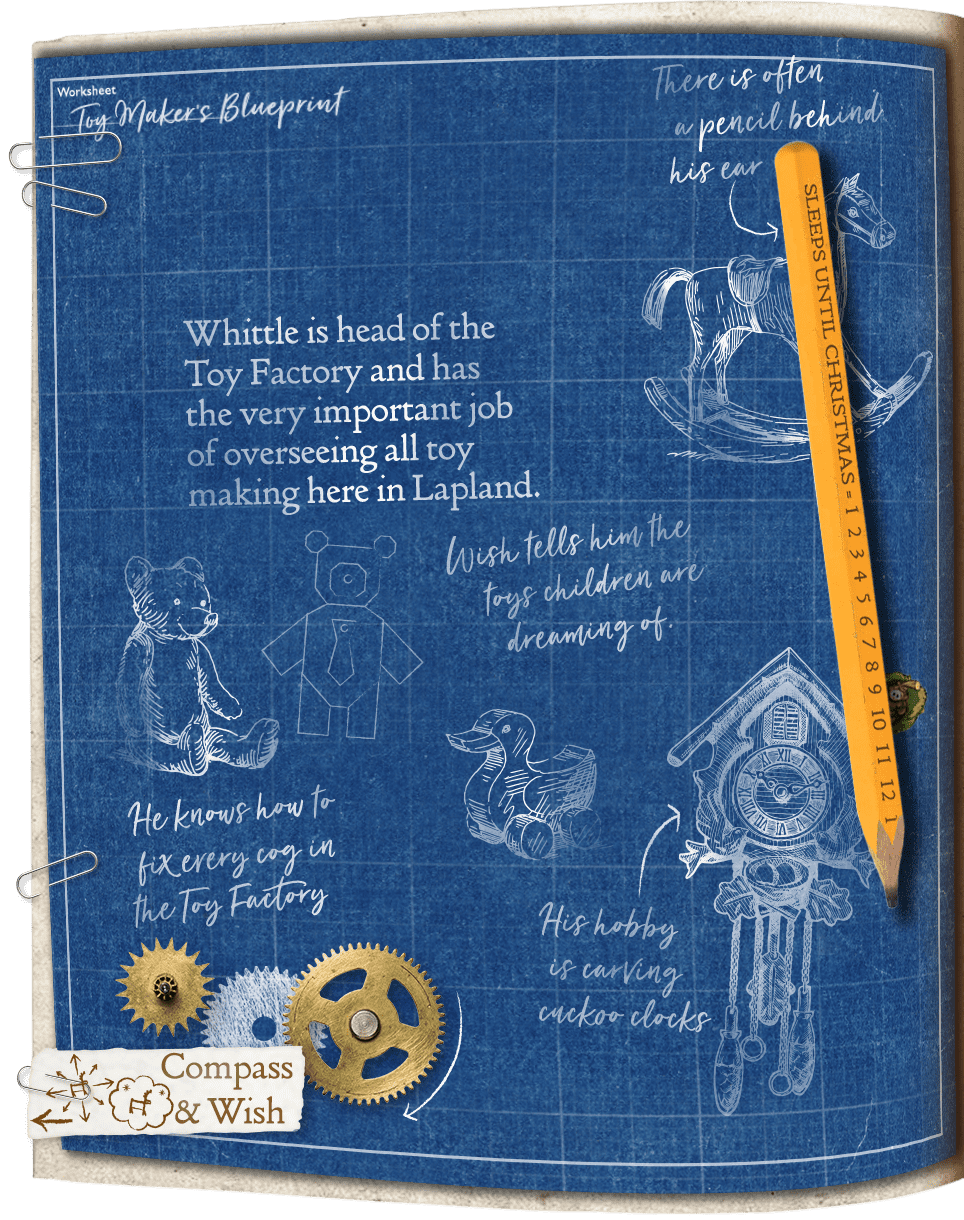 Worksheet
Toy Maker's Blueprint
There is often
a pencil behind
his ear
SLEEPS UNTIL CHRISTMAS = 1 2 3 4 5 6 7 8 9 10 11 12 1
Whittle is head of the
Toy Factory and has
the very important job
of overseeing all toy
making here in Lapland.
Wish tells him the
toys children are
dreaming of.
He knows how to
fix every cog in
the Toy Factory
His hobby
is carving
cuckoo clocks
Compass
& Wish